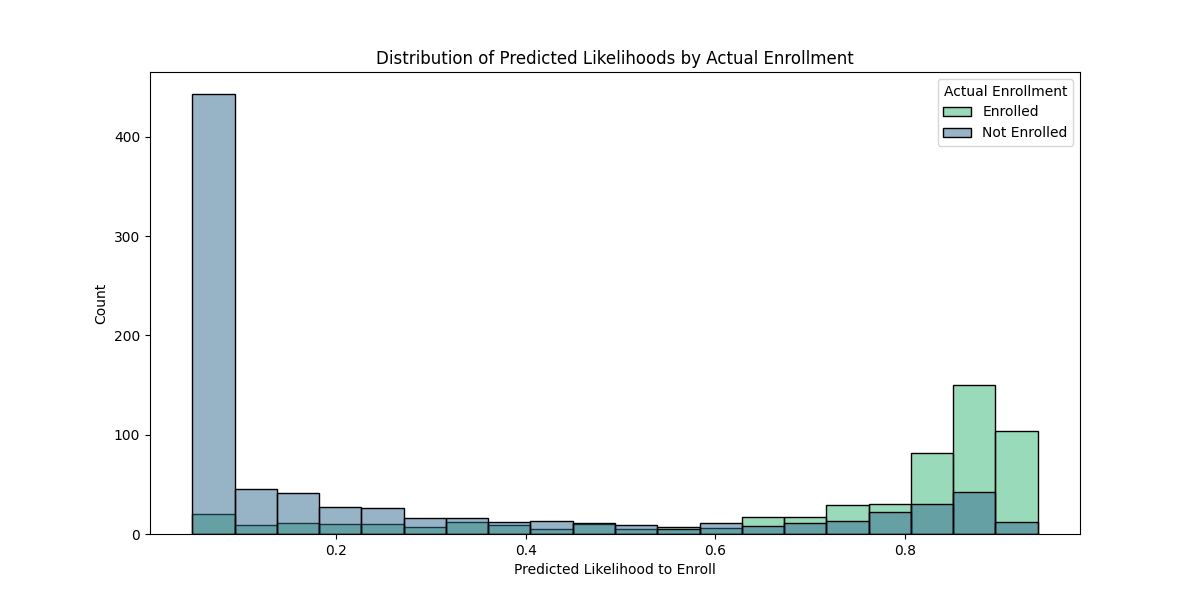 Distribution of Predicted Likelihoods by Actual Enrollment
Actual Enrollment
Enrolled
Not Enrolled
Count
400
300
200
100
0
0.2 0.4 0.6 0.8
Predicted Likelihood to Enroll